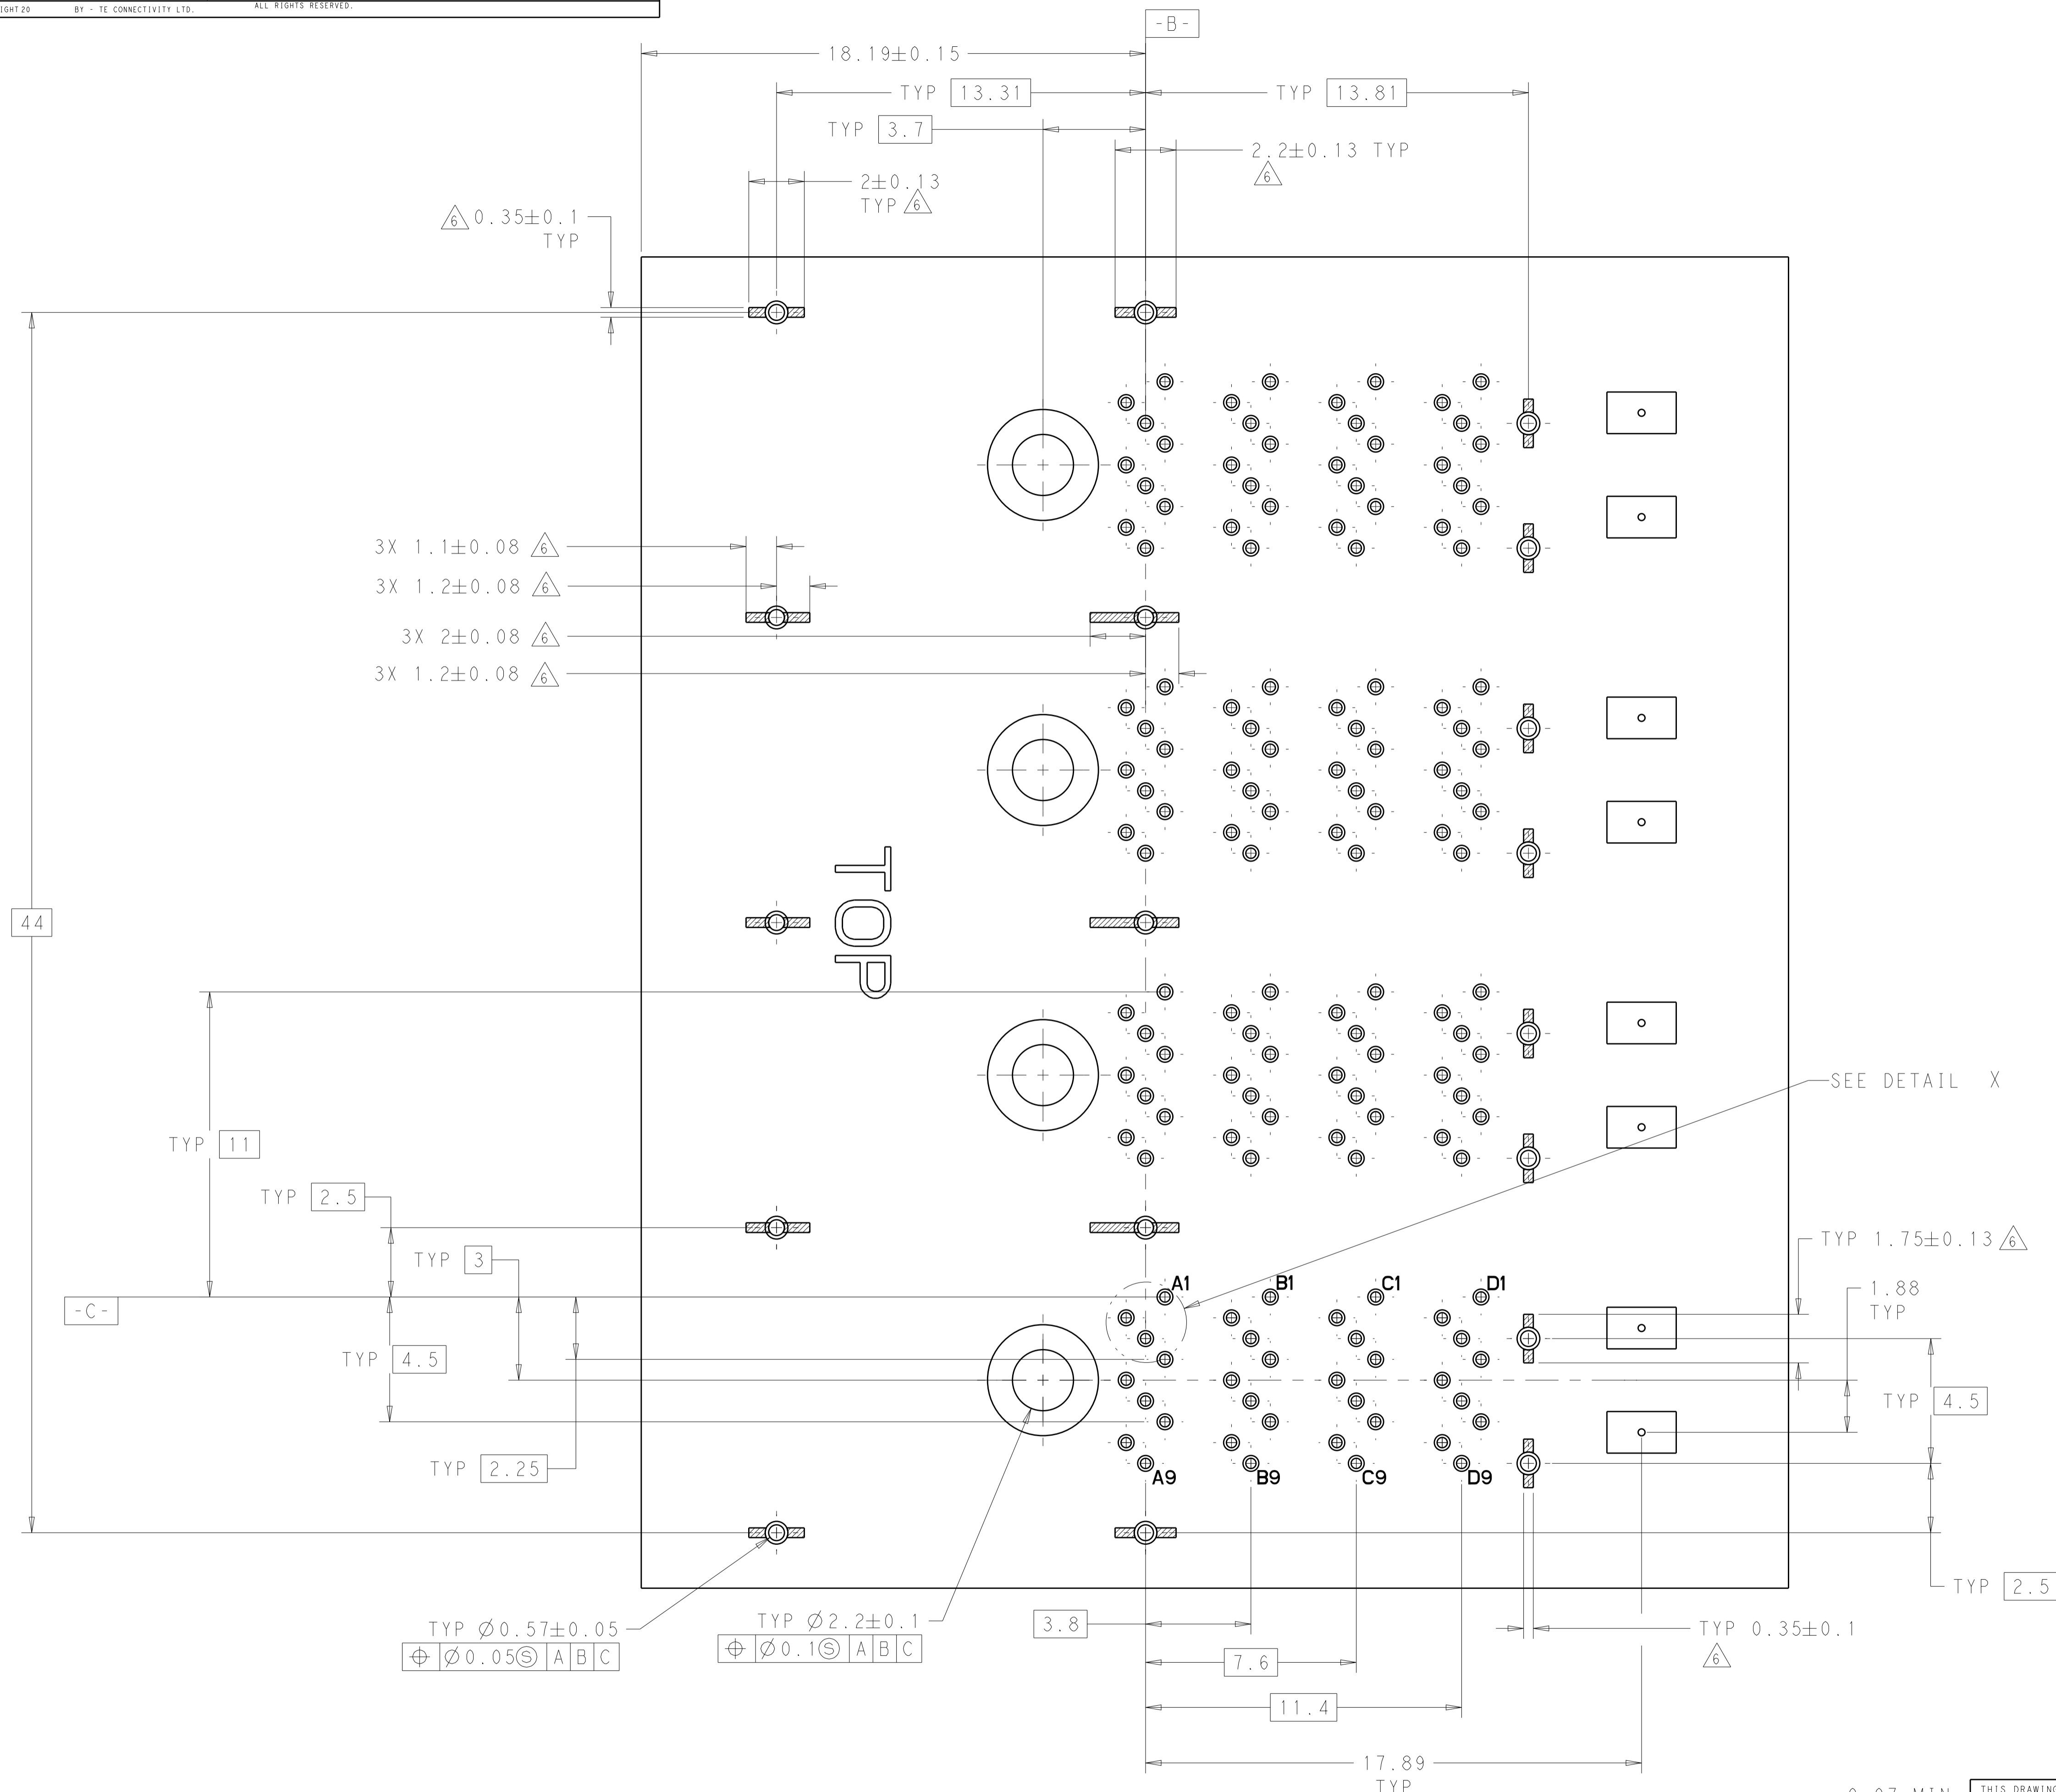 BY - TE CONNECTIVITY LTD.
ALL RIGHTS RESERVED.
-B-
18.19±0.15
TYP 13.31
TYP 13.81
TYP 3.7
2.2±0.13 TYP
6
2±0.13
TYP 6
6 0.35±0.1
TYP
3X 1.1±0.08 6
3X 1.2±0.08 6
3X 2±0.08 6
3X 1.2±0.08 6
TOP
44
SEE DETAIL X
TYP 11
TYP 2.5
TYP 3
-C-
TYP 4.5
TYP 2.25
A1
B1
C1
D1
TYP 1.75±0.13 6
1.88
TYP
TYP 4.5
A9
B9
C9
D9
TYP 2.5
TYP Ø0.57±0.05
⌖ Ø0.05Ⓢ A B C
TYP Ø2.2±0.1
⌖ Ø0.1Ⓢ A B C
3.8
TYP 0.35±0.1
6
7.6
11.4
17.89
TYP
THIS DRAWING